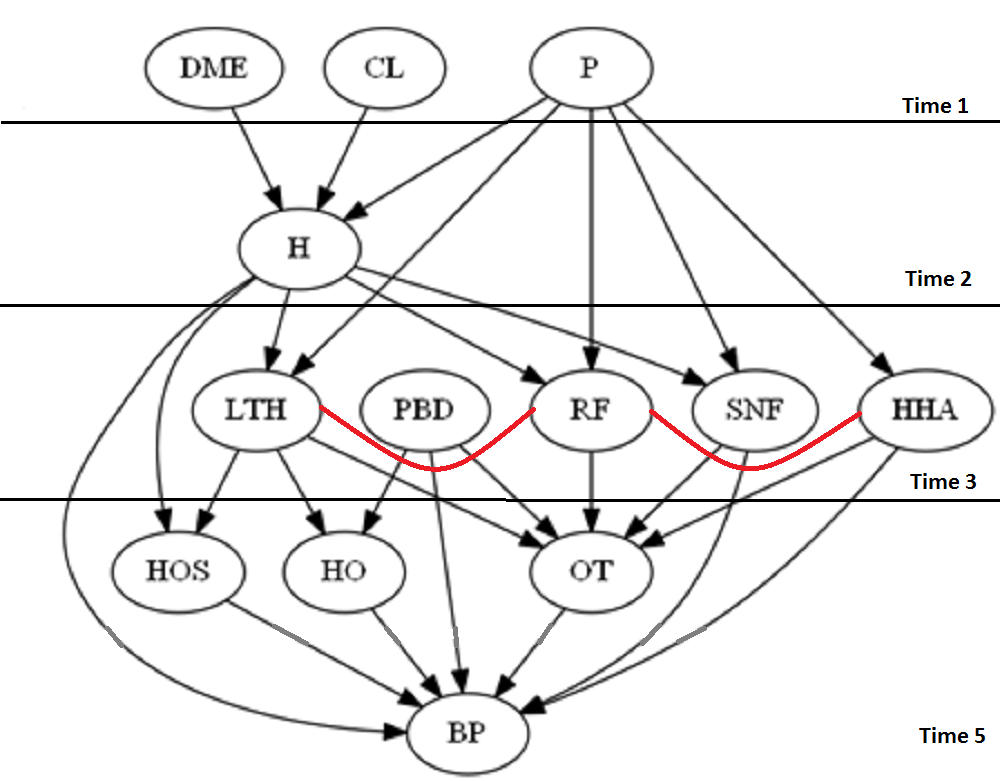 DME CL P
Time 1
H
Time 2
LTH PBD RF SNF HHA
Time 3
HOS HO OT
BP
Time 5